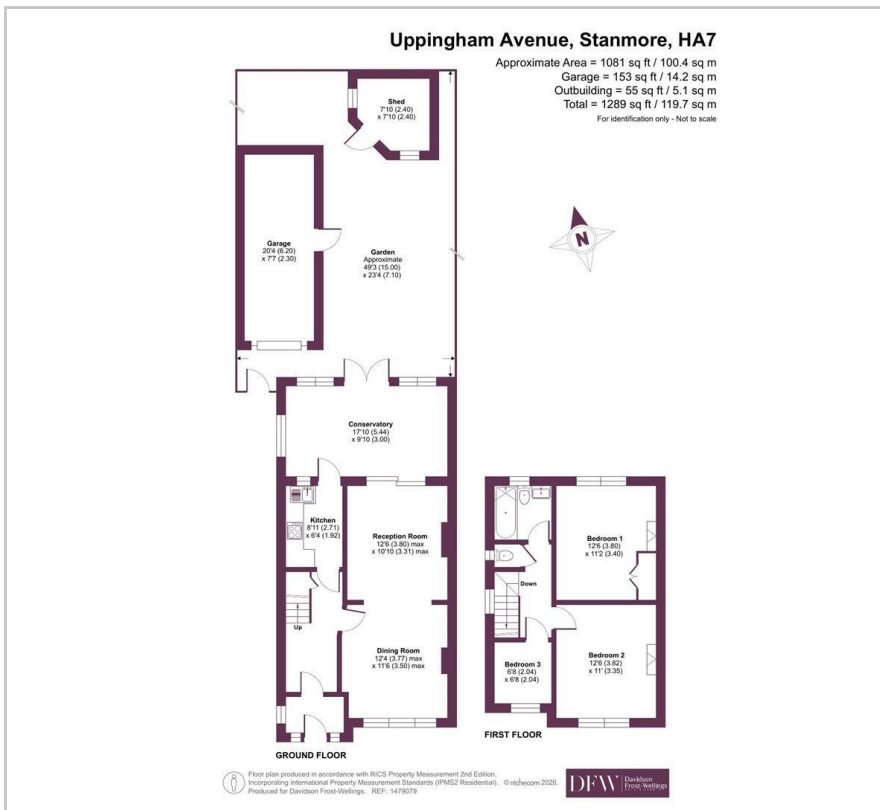 Uppingham Avenue, Stanmore, HA7
Approximate Area = 1081 sq ft / 100.4 sq m
Garage = 153 sq ft / 14.2 sq m
Outbuilding = 55 sq ft / 5.1 sq m
Total = 1289 sq ft / 119.7 sq m
For identification only - Not to scale
Shed
7'10 (2.40)
x 7'10 (2.40)
Garage
20'4 (6.20)
x 7'7 (2.30)
Garden
Approximate
49'3 (15.00)
x 23'4 (7.10)
N
Conservatory
17'10 (5.44)
x 9'10 (3.00)
Kitchen
8'11 (2.71)
x 6'4 (1.92)
Reception Room
12'6 (3.80) max
x 10'10 (3.31) max
Up
Dining Room
12'4 (3.77) max
x 11'6 (3.50) max
GROUND FLOOR
Bedroom 1
12'6 (3.80)
x 11'2 (3.40)
Down
Bedroom 2
12'6 (3.82)
x 11' (3.35)
Bedroom 3
6'8 (2.04)
x 6'8 (2.04)
FIRST FLOOR
Floor plan produced in accordance with RICS Property Measurement 2nd Edition,
Incorporating International Property Measurement Standards (IPMS2 Residential). © nichecom 2026.
Produced for Davidson Frost-Wellings. REF: 1479079
DFW
Davidson
Frost-Wellings